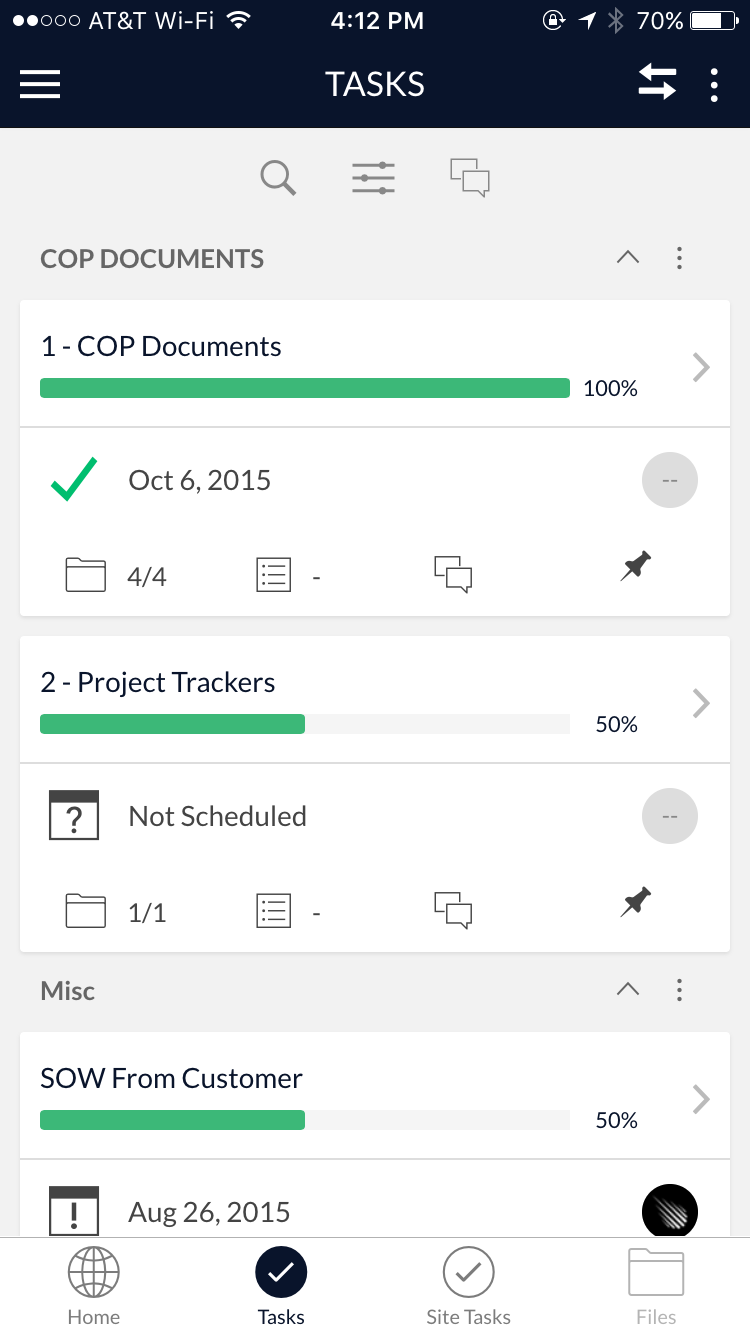 AT&T Wi-Fi 4:12 PM 70%
TASKS
COP DOCUMENTS
1 - COP Documents
100%
Oct 6, 2015 --
4/4 -
2 - Project Trackers
50%
Not Scheduled --
1/1 -
Misc
SOW From Customer
50%
Aug 26, 2015
Home Tasks Site Tasks Files